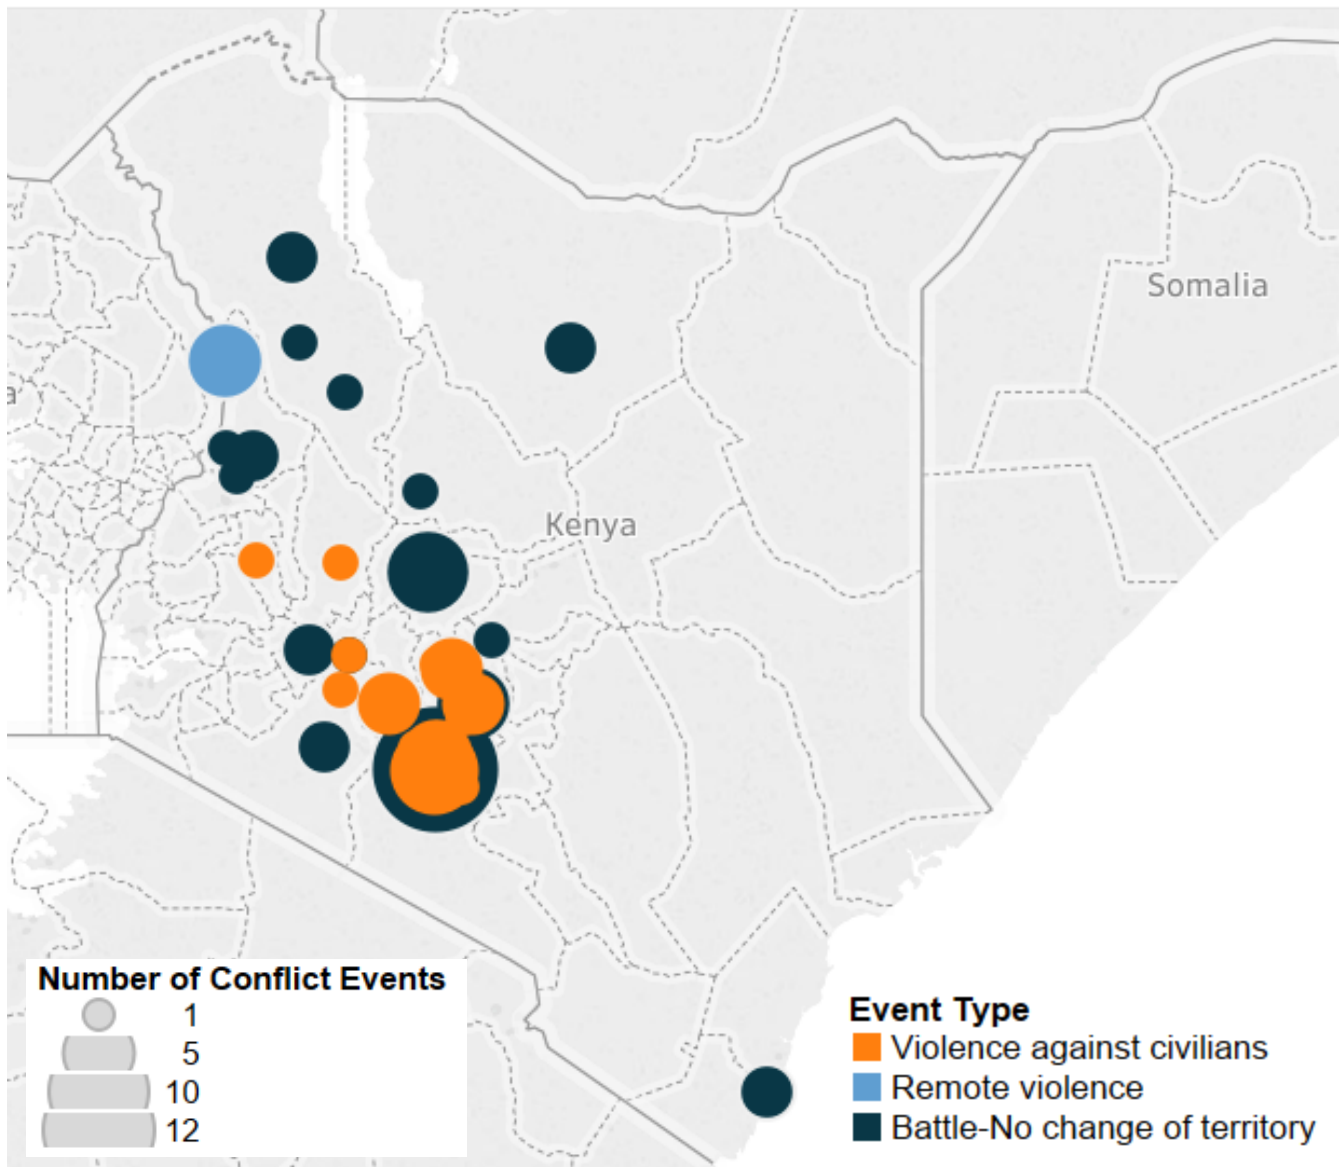 Somalia
a
Kenya
Number of Conflict Events
1
5
10
12
Event Type
Violence against civilians
Remote violence
Battle-No change of territory